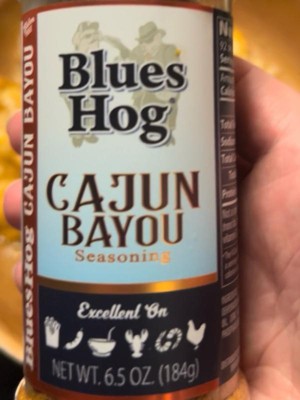 Blues
Hog
CAJUN
BAYOU
Seasoning
Excellent On
NET WT. 6.5 OZ. (184g)
Blues Hog CAJUN BAYOU